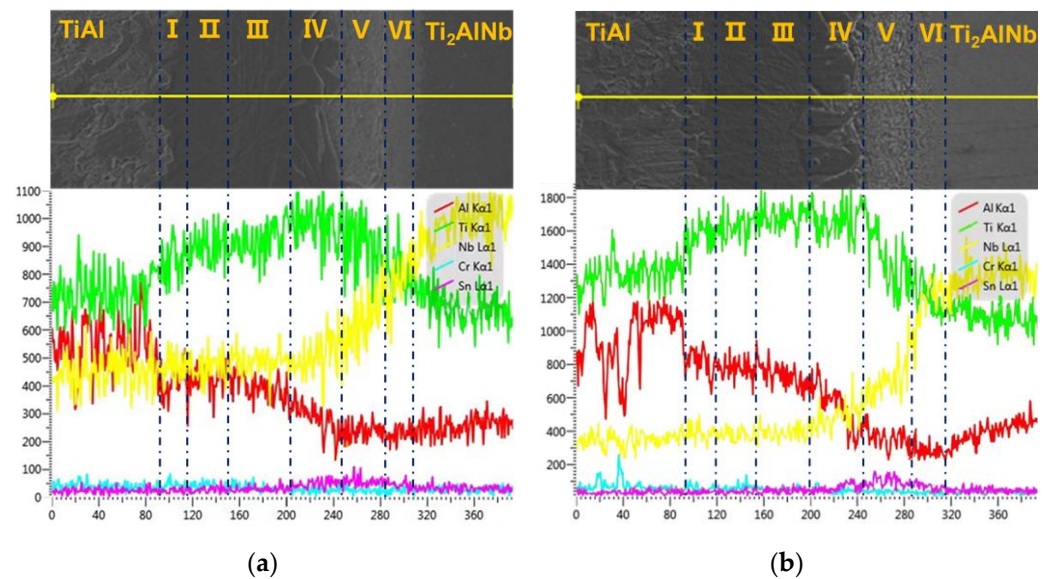 TiAl I II III IV V VI Ti₂AlNb
1100
1000
900
800
700
600
500
400
300
200
100
0
Al Kα1
Ti Kα1
Nb Lα1
Cr Kα1
Sn Lα1
0 40 80 120 160 200 240 280 320 360
(a)
TiAl I II III IV V VI Ti₂AlNb
1800
1600
1400
1200
1000
800
600
400
200
Al Kα1
Ti Kα1
Nb Lα1
Cr Kα1
Sn Lα1
0 40 80 120 160 200 240 280 320 360
(b)